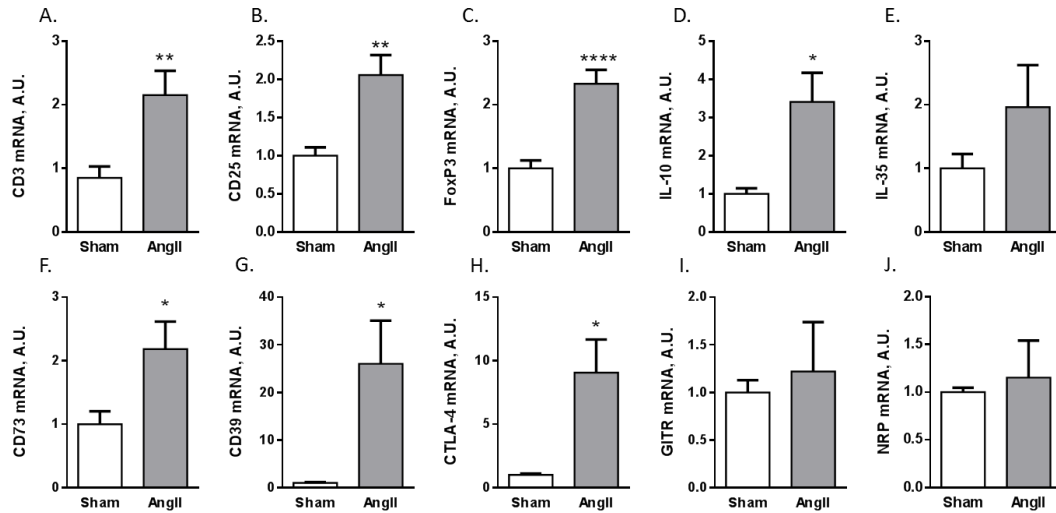 A.
CD3 mRNA, A.U.
3
2
1
0
**
Sham AngII
B.
CD25 mRNA, A.U.
2.5
2.0
1.5
1.0
0.5
0.0
**
Sham AngII
C.
FoxP3 mRNA, A.U.
3
2
1
0
****
Sham AngII
D.
IL-10 mRNA, A.U.
5
4
3
2
1
0
*
Sham AngII
E.
IL-35 mRNA, A.U.
3
2
1
0
Sham AngII
F.
CD73 mRNA, A.U.
3
2
1
0
*
Sham AngII
G.
CD39 mRNA, A.U.
40
30
20
10
0
*
Sham AngII
H.
CTLA-4 mRNA, A.U.
15
10
5
0
*
Sham AngII
I.
GITR mRNA, A.U.
2.0
1.5
1.0
0.5
0.0
Sham AngII
J.
NRP mRNA, A.U.
2.0
1.5
1.0
0.5
0.0
Sham AngII